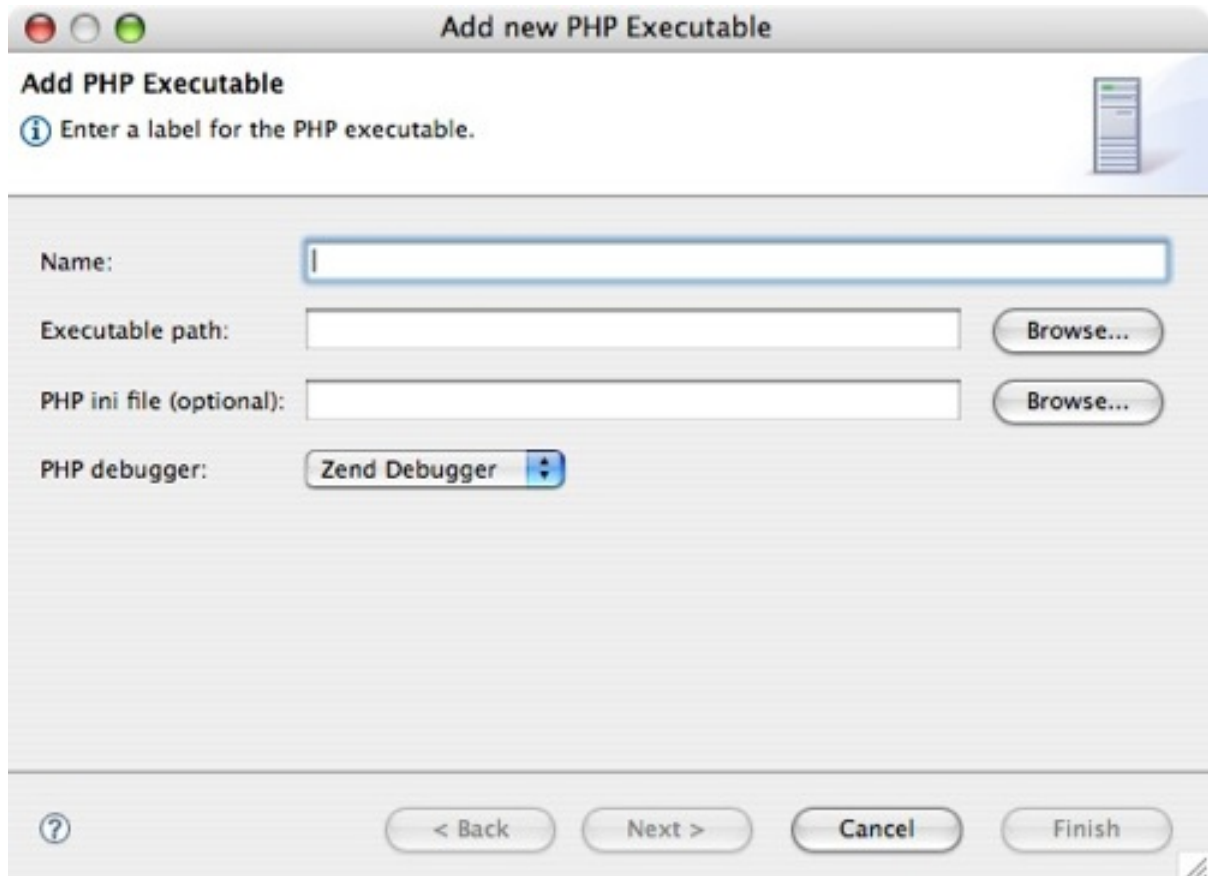 Add new PHP Executable
Add PHP Executable
Enter a label for the PHP executable.
Name:
Executable path:
Browse...
PHP ini file (optional):
Browse...
PHP debugger:
Zend Debugger
< Back
Next >
Cancel
Finish